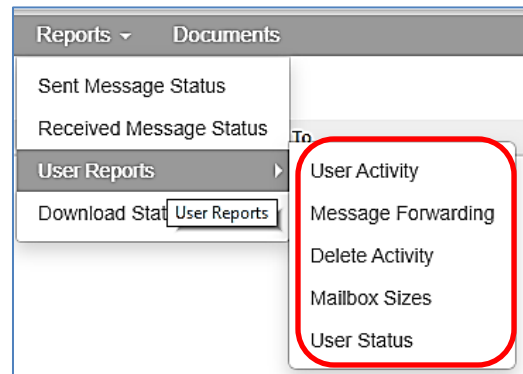 Reports Documents
Sent Message Status
Received Message Status
To
User Reports
Download Stat
User Reports
User Activity
Message Forwarding
Delete Activity
Mailbox Sizes
User Status